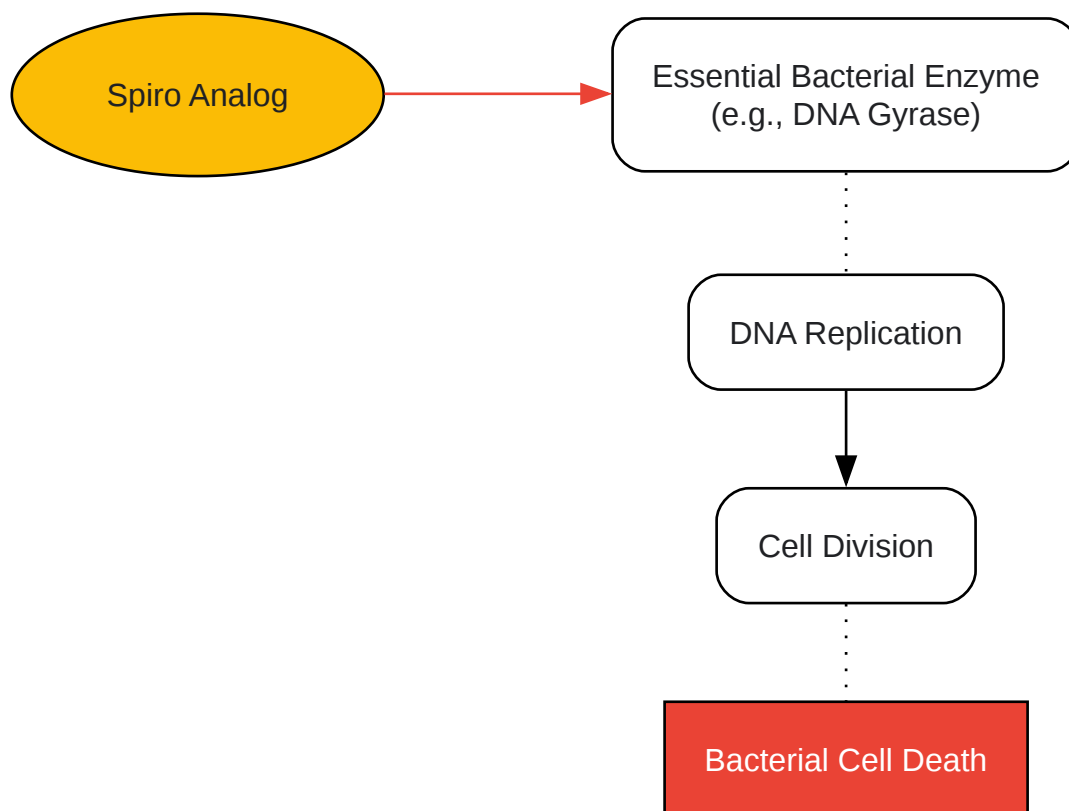 Spiro Analog
Essential Bacterial Enzyme
(e.g., DNA Gyrase)
DNA Replication
Cell Division
Bacterial Cell Death